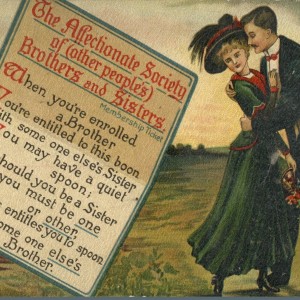 The Affectionate Society
of (other people's)
Brothers and Sisters.
Membership Ticket
When you're enrolled
a Brother
You're entitled to this boon
With some one else's Sister
You may have a quiet
spoon;
Should you be a Sister
you must be one
or other,
entitles you to spoon
some one else's
Brother.